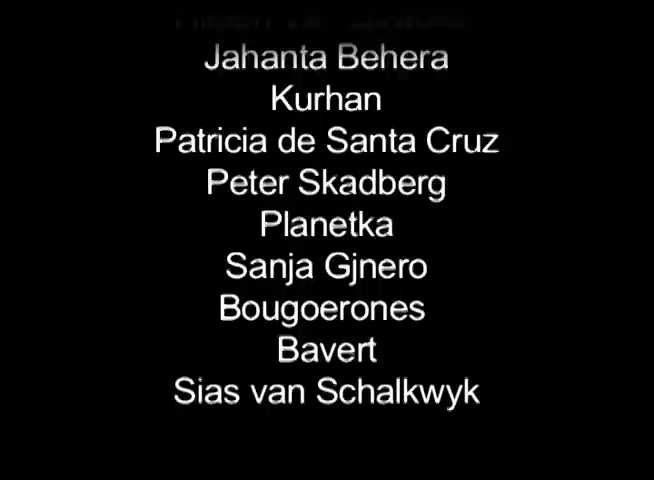 Jahanta Behera
Kurhan
Patricia de Santa Cruz
Peter Skadberg
Planetka
Sanja Gjnero
Bougoerones
Bavert
Sias van Schalkwyk